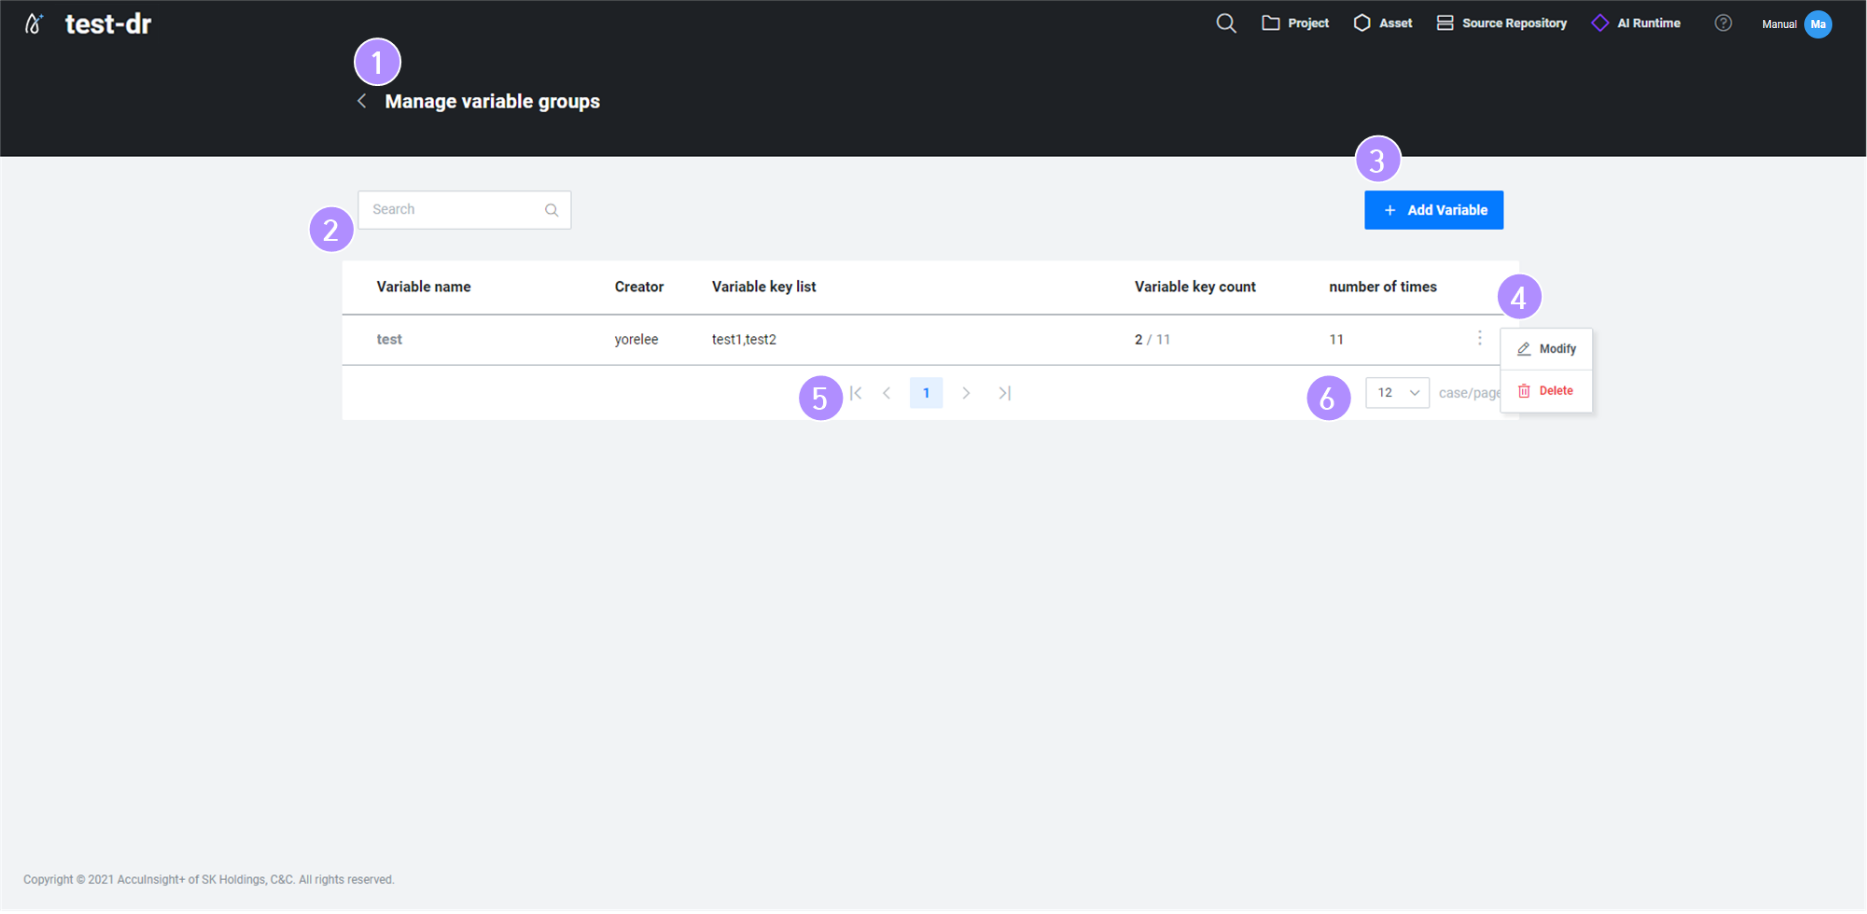 test-dr
Project Asset Source Repository AI Runtime ? Manual Ma
1
Manage variable groups
3
Search
+ Add Variable
2
Variable name Creator Variable key list Variable key count number of times
4
test yorelee test1,test2 2 / 11 11
Modify
5 1 6 12 case/page
Delete
Copyright © 2021 AccuInsight+ of SK Holdings, C&C. All rights reserved.